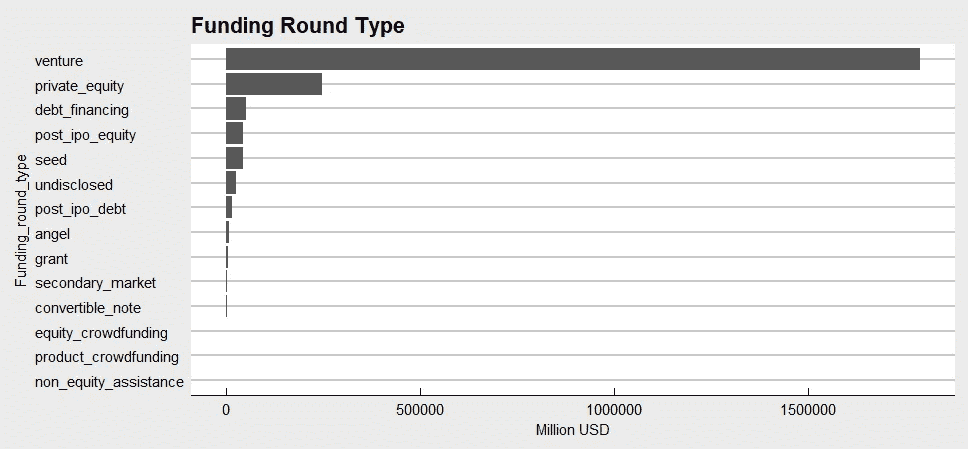 Funding Round Type
Funding_round_type
venture
private_equity
debt_financing
post_ipo_equity
seed
undisclosed
post_ipo_debt
angel
grant
secondary_market
convertible_note
equity_crowdfunding
product_crowdfunding
non_equity_assistance
0 500000 1000000 1500000
Million USD